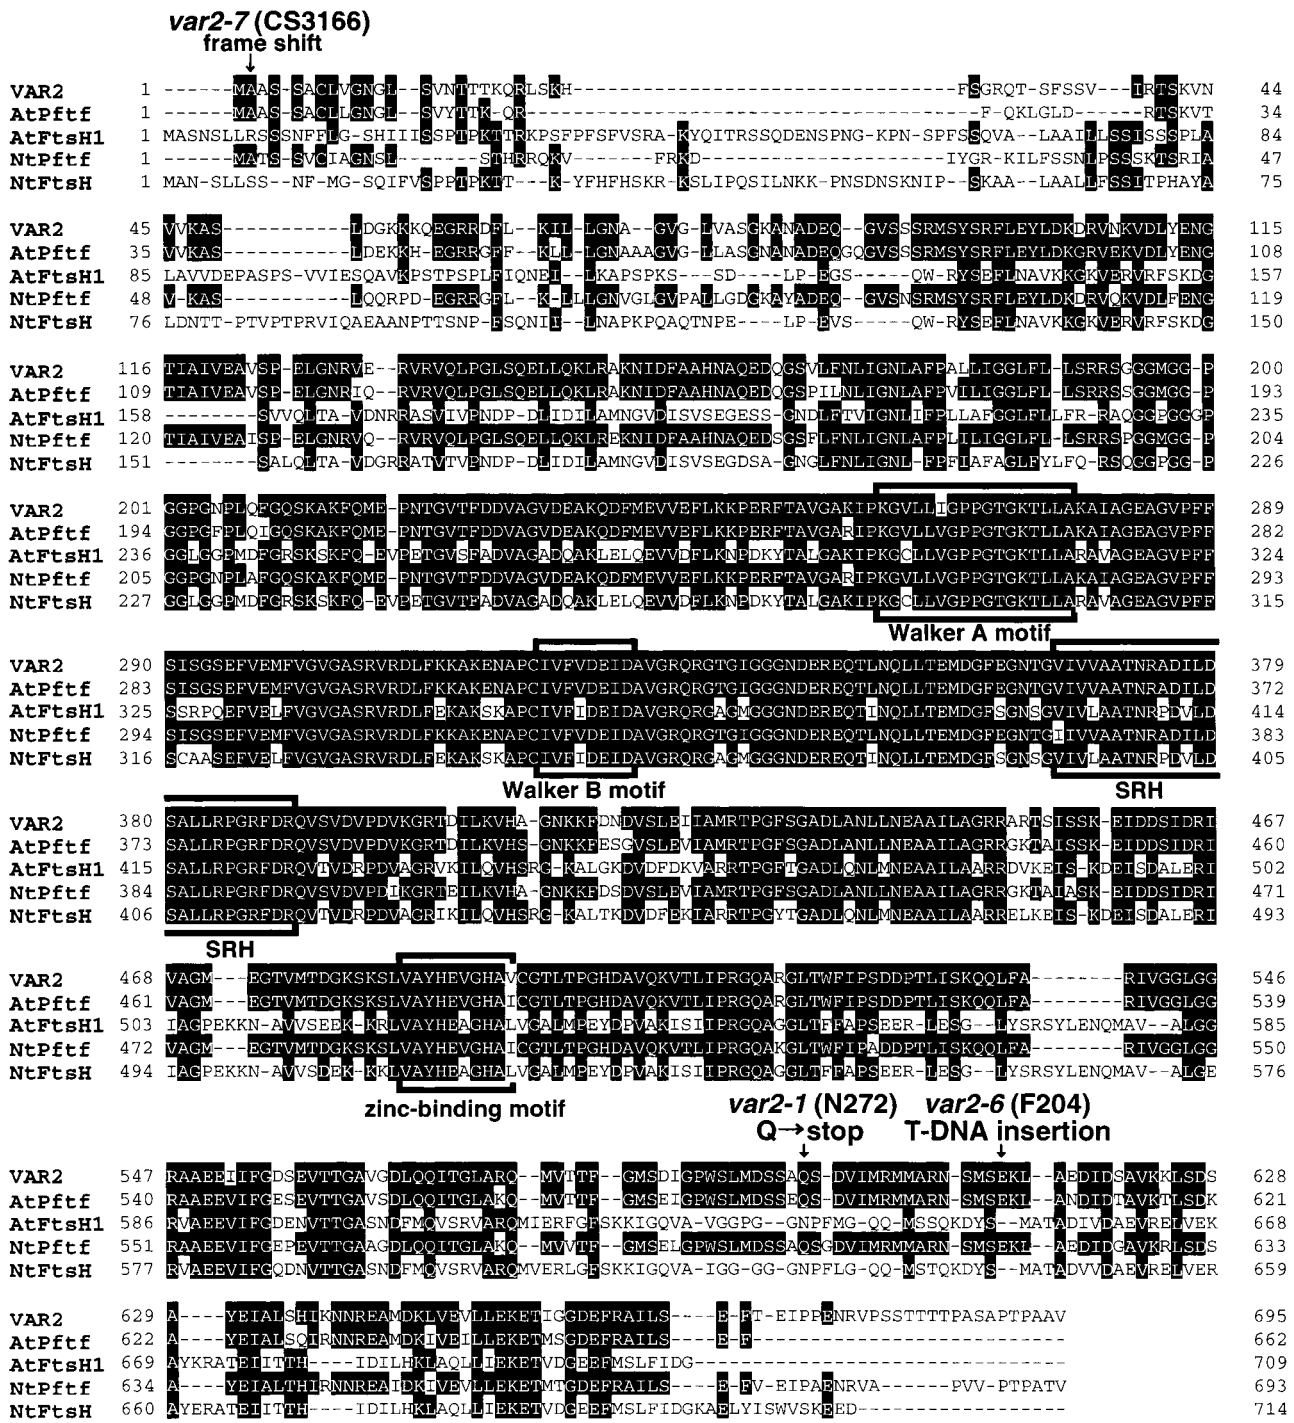 var2-7 (CS3166)
frame shift
↓
VAR2 1 ------MAAS-SACLVGNGL--SVNTTTKQRLSKH-----------------------FSGRQT-SFSSV---IRTSKVN 44
AtPftf 1 ------MAAS-SACLLGNGL--SVYTTK-QR---------------------------F-QKLGLD------RTSKVT 34
AtFtsH1 1 MASNSLLRSSSNFFLG-SHIIISSPTPKTTRKPSFPFSFVSRA-KYQITRSSQDENSPNG-KPN-SPFSSQVA--LAAILLSSISSSPLA 84
NtPftf 1 ------MATS-SVCIAGNSL-----STHRRQKV-----FRKD---------------IYGR-KILFSSNLPSSSKTSRIA 47
NtFtsH 1 MAN-SLLSS--NF-MG-SQIFVSPPTPKTT--K-YFHFHSKR-KSLIPQSILNKK-PNSDNSKNIP--SKAA--LAALLFSSITPHAYA 75
VAR2 45 VVKAS-----------LDGKKKQEGRRDFL--KIL-LGNA--GVG-LVASGKANADEQ--GVSSSRMSYSRFLEYLDKDRVNKVDLYENG 115
AtPftf 35 VVKAS-----------LDEKKH-EGRRGFF--KLL-LGNAAAGVG-LLASGNANADEQGQGVSSSRMSYSRFLEYLDKGRVEKVDLYENG 108
AtFtsH1 85 LAVVDEPASPS-VVIESQAVKPSTPSPLFIQNEI--LKAPSPKS---SD----LP-EGS-----QW-RYSEFLNAVKKGKVERVRFSKDG 157
NtPftf 48 V-KAS-----------LQQRPD-EGRRGFL--K-LLLGNVGLGVPALLGDGKAYADEQ--GVSNSRMSYSRFLEYLDKDRVQKVDLFENG 119
NtFtsH 76 LDNTT-PTVPTPRVIQAEAANPTTSNP-FSQNII--LNAPKPQAQTNPE----LP-EVS-----QW-RYSEFLNAVKKGKVERVRFSKDG 150
VAR2 116 TIAIVEAVSP-ELGNRVE--RVRVQLPGLSQELLQKLRAKNIDFAAHNAQEDQGSVLFNLIGNLAFPALLIGGLFL-LSRRSGGGMGG-P 200
AtPftf 109 TIAIVEAVSP-ELGNRIQ--RVRVQLPGLSQELLQKLRAKNIDFAAHNAQEDQGSPILNLIGNLAFPVILIGGLFL-LSRRSSGGMGG-P 193
AtFtsH1 158 --------SVVQLTA-VDNRRASVIVPNDP-DLIDILAMNGVDISVSEGESS-GNDLFTVIGNLIFPLLAFGGLFLLFR-RAQGGPGGGP 235
NtPftf 120 TIAIVEAISP-ELGNRVQ--RVRVQLPGLSQELLQKLREKNIDFAAHNAQEDSGSFLFNLIGNLAFPLILIGGLFL-LSRRSPGGMGG-P 204
NtFtsH 151 --------SALQLTA-VDGRRATVTVPNDP-DLIDILAMNGVDISVSEGDSA-GNGLFNLIGNL-FPFIAFAGLFYLFQ-RSQGGPGG-P 226
VAR2 201 GGPGNPLQFGQSKAKFQME-PNTGVTFDDVAGVDEAKQDFMEVVEFLKKPERFTAVGAKIPKGVLLIGPPGTGKTLLAKAIAGEAGVPFF 289
AtPftf 194 GGPGFPLQIGQSKAKFQME-PNTGVTFDDVAGVDEAKQDFMEVVEFLKKPERFTAVGARIPKGVLLVGPPGTGKTLLAKAIAGEAGVPFF 282
AtFtsH1 236 GGLGGPMDFGRSKSKFQ-EVPETGVSFADVAGADQAKLELQEVVDFLKNPDKYTALGAKIPKGCLLVGPPGTGKTLLARAVAGEAGVPFF 324
NtPftf 205 GGPGNPLAFGQSKAKFQME-PNTGVTFDDVAGVDEAKQDFMEVVEFLKKPERFTAVGARIPKGVLLVGPPGTGKTLLAKAIAGEAGVPFF 293
NtFtsH 227 GGLGGPMDFGRSKSKFQ-EVPETGVTFADVAGADQAKLELQEVVDFLKNPDKYTALGAKIPKGCLLVGPPGTGKTLLARAVAGEAGVPFF 315
Walker A motif
VAR2 290 SISGSEFVEMFVGVGASRVRDLFKKAKENAPCIVFVDEIDAVGRQRGTGIGGGNDEREQTLNQLLTEMDGFEGNTGVIVVAATNRADILD 379
AtPftf 283 SISGSEFVEMFVGVGASRVRDLFKKAKENAPCIVFVDEIDAVGRQRGTGIGGGNDEREQTLNQLLTEMDGFEGNTGVIVVAATNRADILD 372
AtFtsH1 325 SSRPQEFVELFVGVGASRVRDLFEKAKSKAPCIVFIDEIDAVGRQRGAGMGGGNDEREQTINQLLTEMDGFSGNSGVIVLAATNRPDVLD 414
NtPftf 294 SISGSEFVEMFVGVGASRVRDLFKKAKENAPCIVFVDEIDAVGRQRGTGIGGGNDEREQTLNQLLTEMDGFEGNTGIIVVAATNRADILD 383
NtFtsH 316 SCAASEFVELFVGVGASRVRDLFEKAKSKAPCIVFIDEIDAVGRQRGAGMGGGNDEREQTINQLLTEMDGFSGNSGVIVLAATNRPDVLD 405
Walker B motif SRH
VAR2 380 SALLRPGRFDRQVSVDVPDVKGRTDILKVHA-GNKKFDNDVSLEIIAMRTPGFSGADLANLLNEAAILAGRRARTSISSK-EIDDSIDRI 467
AtPftf 373 SALLRPGRFDRQVSVDVPDVKGRTDILKVHS-GNKKFESGVSLEVIAMRTPGFSGADLANLLNEAAILAGRRGKTAISSK-EIDDSIDRI 460
AtFtsH1 415 SALLRPGRFDRQVTVDRPDVAGRVKILQVHSRG-KALGKDVDFDKVARRTPGFTGADLQNLMNEAAILAARRDVKEIS-KDEISDALERI 502
NtPftf 384 SALLRPGRFDRQVSVDVPDIKGRTEILKVHA-GNKKFDSDVSLEVIAMRTPGFSGADLANLLNEAAILAGRRGKTAIASK-EIDDSIDRI 471
NtFtsH 406 SALLRPGRFDRQVTVDRPDVAGRIKILQVHSRG-KALTKDVDFEKIARRTPGYTGADLQNLMNEAAILAARRELKEIS-KDEISDALERI 493
SRH
VAR2 468 VAGM---EGTVMTDGKSKSLVAYHEVGHAVCGTLTPGHDAVQKVTLIPRGQARGLTWFIPSDDPTLISKQQLFA--------RIVGGLGG 546
AtPftf 461 VAGM---EGTVMTDGKSKSLVAYHEVGHAICGTLTPGHDAVQKVTLIPRGQARGLTWFIPSDDPTLISKQQLFA--------RIVGGLGG 539
AtFtsH1 503 IAGPEKKN-AVVSEEK-KRLVAYHEAGHALVGALMPEYDPVAKISIIPRGQAGGLTFFAPSEER-LESG--LYSRSYLENQMAV--ALGG 585
NtPftf 472 VAGM---EGTVMTDGKSKSLVAYHEVGHAICGTLTPGHDAVQKVTLIPRGQAKGLTWFIPADDPTLISKQQLFA--------RIVGGLGG 550
NtFtsH 494 IAGPEKKN-AVVSDEK-KKLVAYHEAGHALVGALMPEYDPVAKISIIPRGQAGGLTFFAPSEER-LESG--LYSRSYLENQMAV--ALGE 576
zinc-binding motif
var2-1 (N272) var2-6 (F204)
Q→stop T-DNA insertion
↓ ↓
VAR2 547 RAAEEIIFGDSEVTTGAVGDLQQITGLARQ--MVTTF--GMSDIGPWSLMDSSAQS-DVIMRMMARN-SMSEKL--AEDIDSAVKKLSDS 628
AtPftf 540 RAAEEVIFGESEVTTGAVSDLQQITGLAKQ--MVTTF--GMSEIGPWSLMDSSEQS-DVIMRMMARN-SMSEKL--ANDIDTAVKTLSDK 621
AtFtsH1 586 RVAEEVIFGDENVTTGASNDFMQVSRVARQMIERFGFSKKIGQVA-VGGPG--GNPFMG-QQ-MSSQKDYS--MATADIVDAEVRELVEK 668
NtPftf 551 RAAEEVIFGEPEVTTGAAGDLQQITGLAKQ--MVVTF--GMSELGPWSLMDSSAQSGDVIMRMMARN-SMSEKL--AEDIDGAVKRLSDS 633
NtFtsH 577 RVAEEVIFGQDNVTTGASNDFMQVSRVARQMVERLGFSKKIGQVA-IGG-GG-GNPFLG-QQ-MSTQKDYS--MATADVVDAEVRELVER 659
VAR2 629 A----YEIALSHIKNNREAMDKLVEVLLEKETIGGDEFRAILS----E-FT-EIPPENRVPSSTTTTPASAPTPAAV 695
AtPftf 622 A----YEIALSQIRNNREAMDKIVEILLEKETMSGDEFRAILS----E-F--------------------------- 662
AtFtsH1 669 AYKRATEIITTH----IDILHKLAQLLIEKETVDGEEFMSLFIDG-------------------------------- 709
NtPftf 634 A----YEIALTHIRNNREAIDKIVEVLLEKETMTGDEFRAILS----E-FV-EIPAENRVA-----PVV-PTPATV 693
NtFtsH 660 AYERATEIITTH----IDILHKLAQLLIEKETVDGEEFMSLFIDGKAELYISWVSKEED------------------ 714